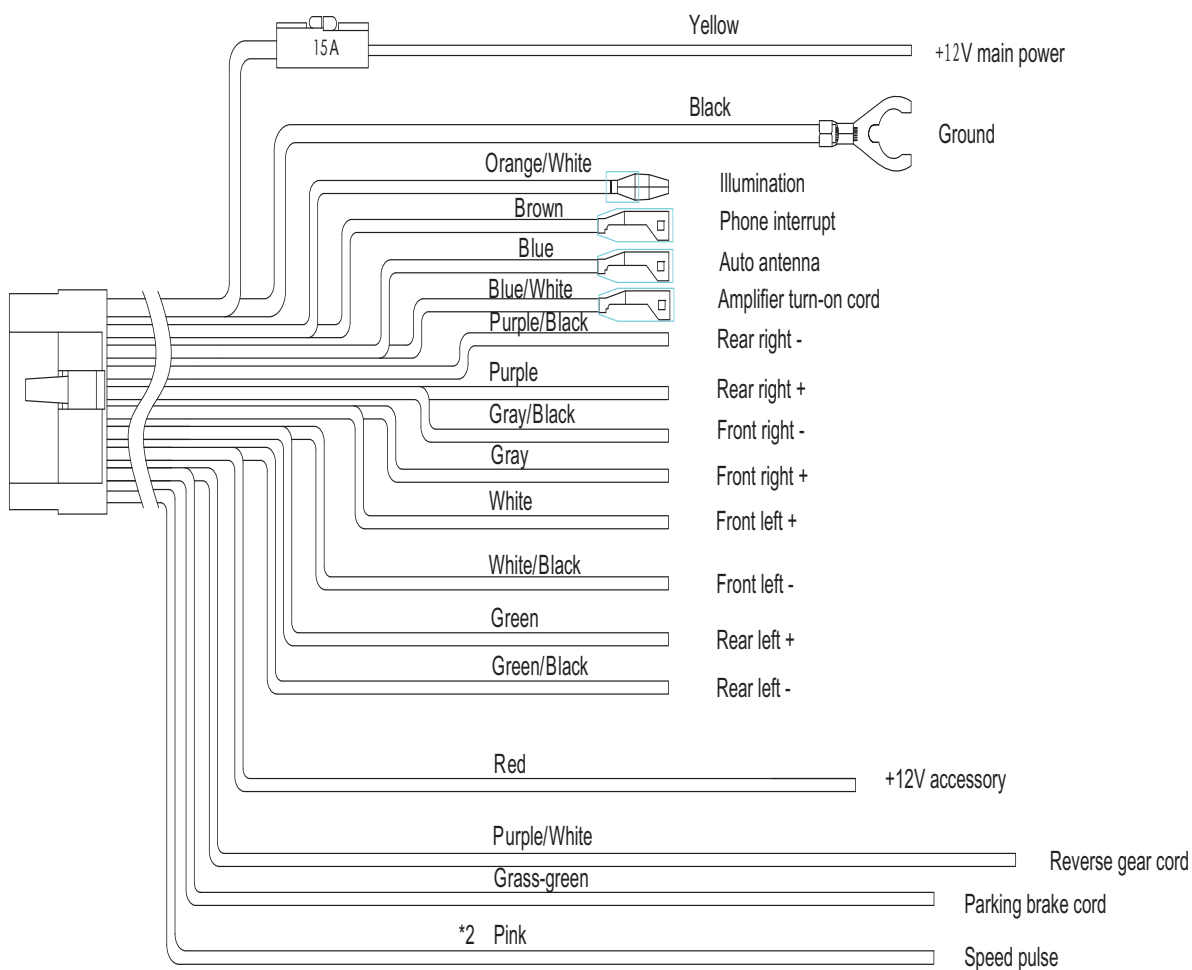 Yellow
15A
+12V main power
Black
Ground
Orange/White
Illumination
Brown
Phone interrupt
Blue
Auto antenna
Blue/White
Amplifier turn-on cord
Purple/Black
Rear right -
Purple
Rear right +
Gray/Black
Front right -
Gray
Front right +
White
Front left +
White/Black
Front left -
Green
Rear left +
Green/Black
Rear left -
Red
+12V accessory
Purple/White
Reverse gear cord
Grass-green
Parking brake cord
*2 Pink
Speed pulse